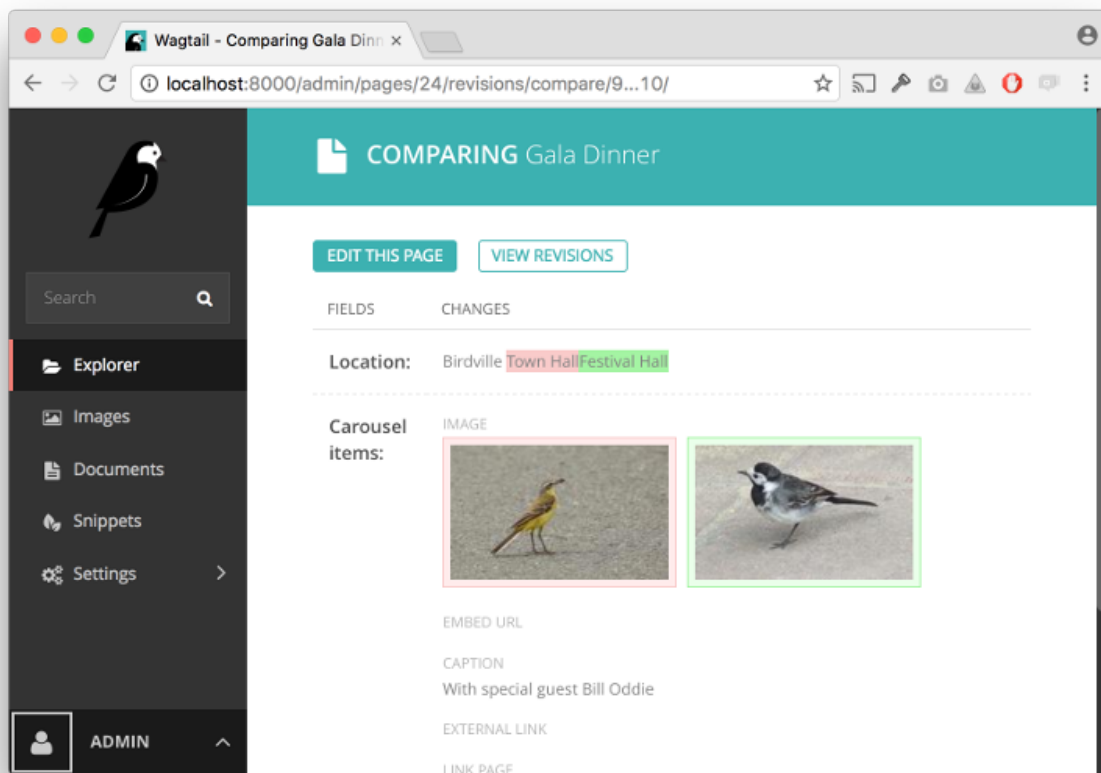 Wagtail - Comparing Gala Dinn
localhost:8000/admin/pages/24/revisions/compare/9...10/
COMPARING Gala Dinner
EDIT THIS PAGE
VIEW REVISIONS
Search
FIELDS CHANGES
Explorer
Location: Birdville Town HallFestival Hall
Images
Carousel
items:
IMAGE
Documents
Snippets
Settings
EMBED URL
CAPTION
With special guest Bill Oddie
EXTERNAL LINK
ADMIN
LINK PAGE